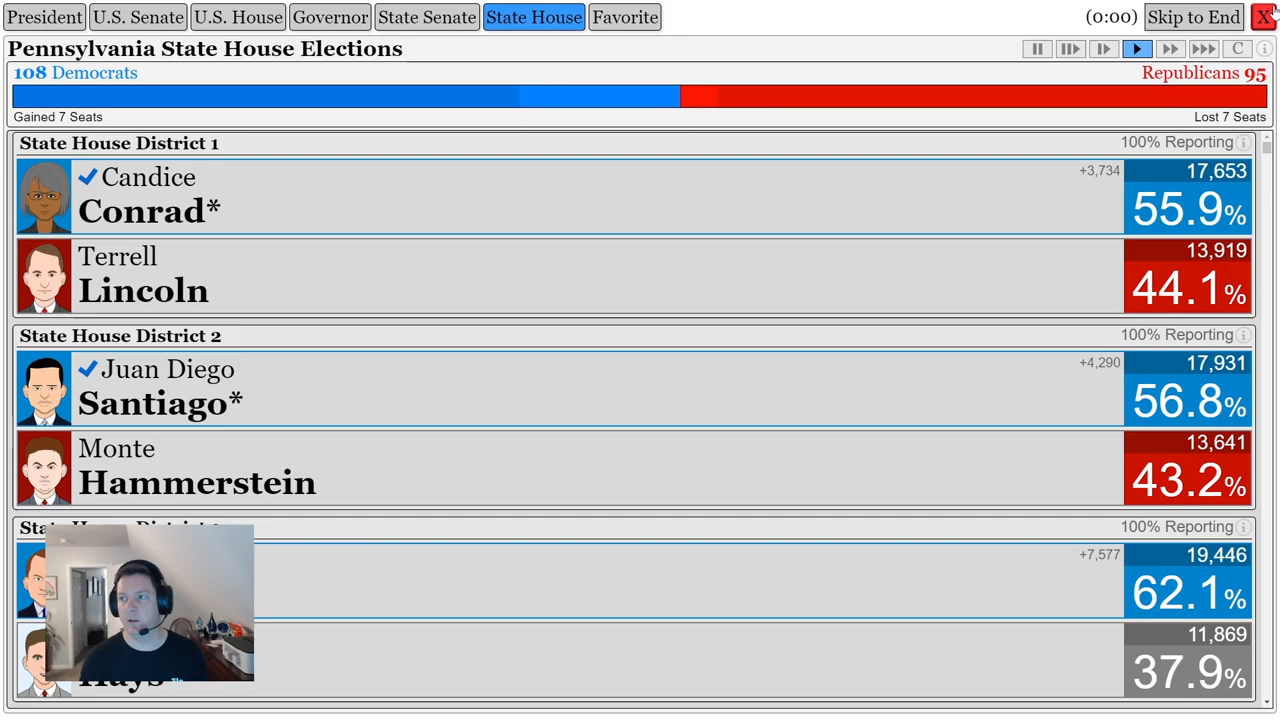 President U.S. Senate U.S. House Governor State Senate State House Favorite (0:00) Skip to End X
Pennsylvania State House Elections C
108 Democrats Republicans 95
Gained 7 Seats Lost 7 Seats
State House District 1 100% Reporting
Candice +3,734 17,653
Conrad* 55.9%
Terrell 13,919
Lincoln 44.1%
State House District 2 100% Reporting
Juan Diego +4,290 17,931
Santiago* 56.8%
Monte 13,641
Hammerstein 43.2%
100% Reporting
+7,577 19,446
62.1%
11,869
Hays 37.9%